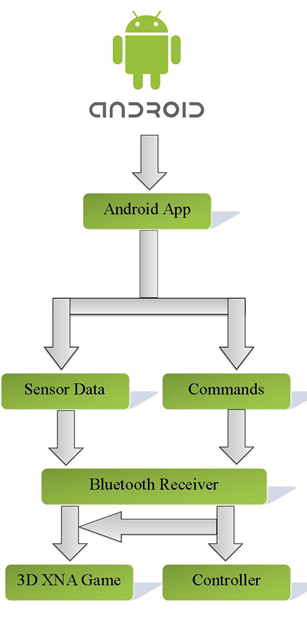 ANDROID
Android App
Sensor Data
Commands
Bluetooth Receiver
3D XNA Game
Controller